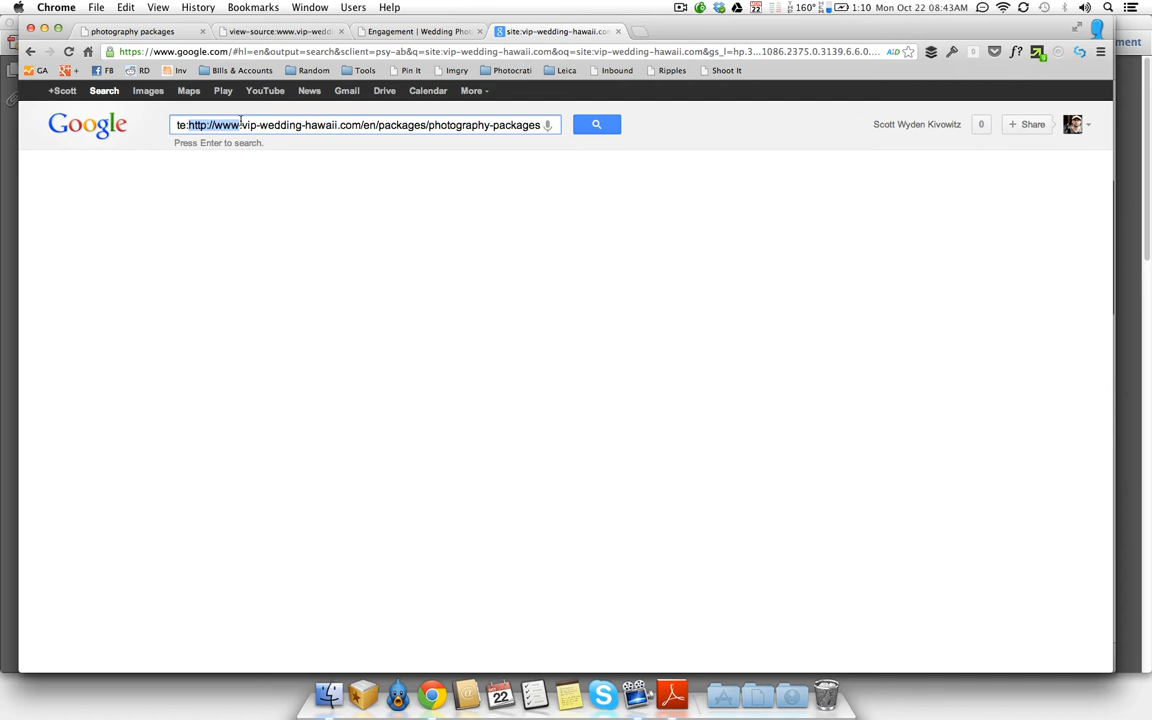 Chrome File Edit View History Bookmarks Window Users Help
160° 1:10 Mon Oct 22 08:43AM
photography packages
view-source:www.vip-wedd
Engagement | Wedding Phot
site:vip-wedding-hawaii.co
https://www.google.com/#hl=en&output=search&sclient=psy-ab&q=site:vip-wedding-hawaii.com&oq=site:vip-wedding-hawaii.com&gs_l=hp.3...1086.2375.0.3139.6.6.0....
GA + FB RD Inv BIlls & Accounts Random Tools Pin It Imgry Photocrati Leica Inbound Ripples Shoot It
+Scott Search Images Maps Play YouTube News Gmail Drive Calendar More
Google
te:http://www.vip-wedding-hawaii.com/en/packages/photography-packages
Scott Wyden Kivowitz 0 + Share
Press Enter to search.
22